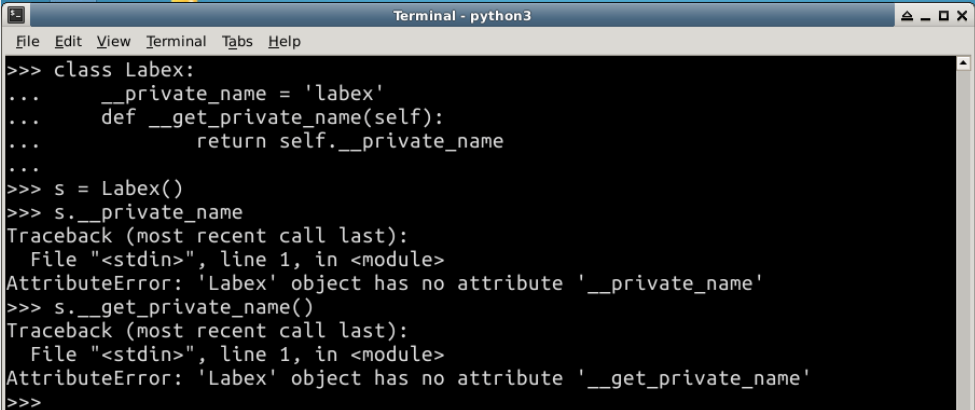 Terminal - python3
File Edit View Terminal Tabs Help
>>> class Labex:
...     __private_name = 'labex'
...     def __get_private_name(self):
...             return self.__private_name
...
>>> s = Labex()
>>> s.__private_name
Traceback (most recent call last):
  File "<stdin>", line 1, in <module>
AttributeError: 'Labex' object has no attribute '__private_name'
>>> s.__get_private_name()
Traceback (most recent call last):
  File "<stdin>", line 1, in <module>
AttributeError: 'Labex' object has no attribute '__get_private_name'
>>>